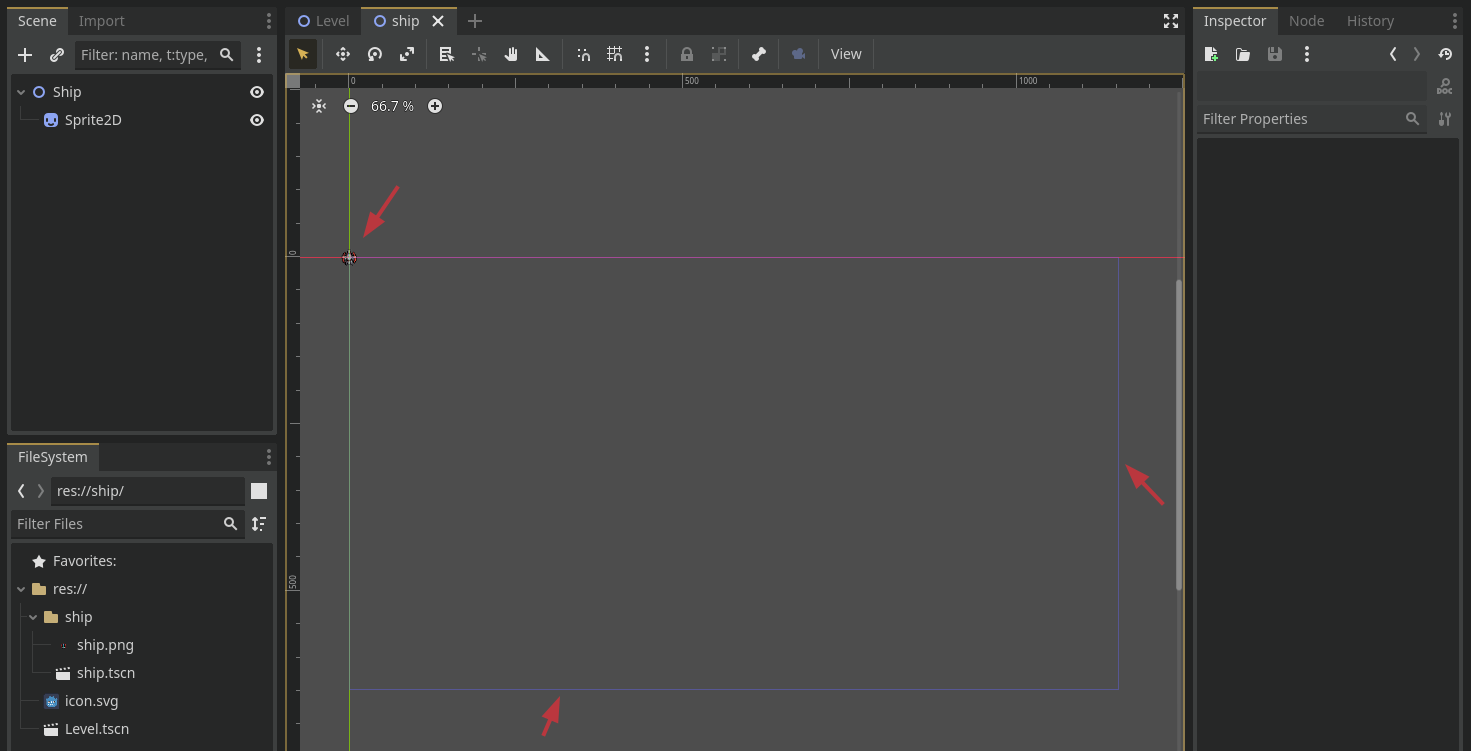 Scene Import
Filter: name, t:type,
Ship
Sprite2D
FileSystem
res://ship/
Filter Files
Favorites:
res://
ship
ship.png
ship.tscn
icon.svg
Level.tscn
Level ship
View
0 500 1000
66.7 %
0
500
Inspector Node History
DOC
Filter Properties